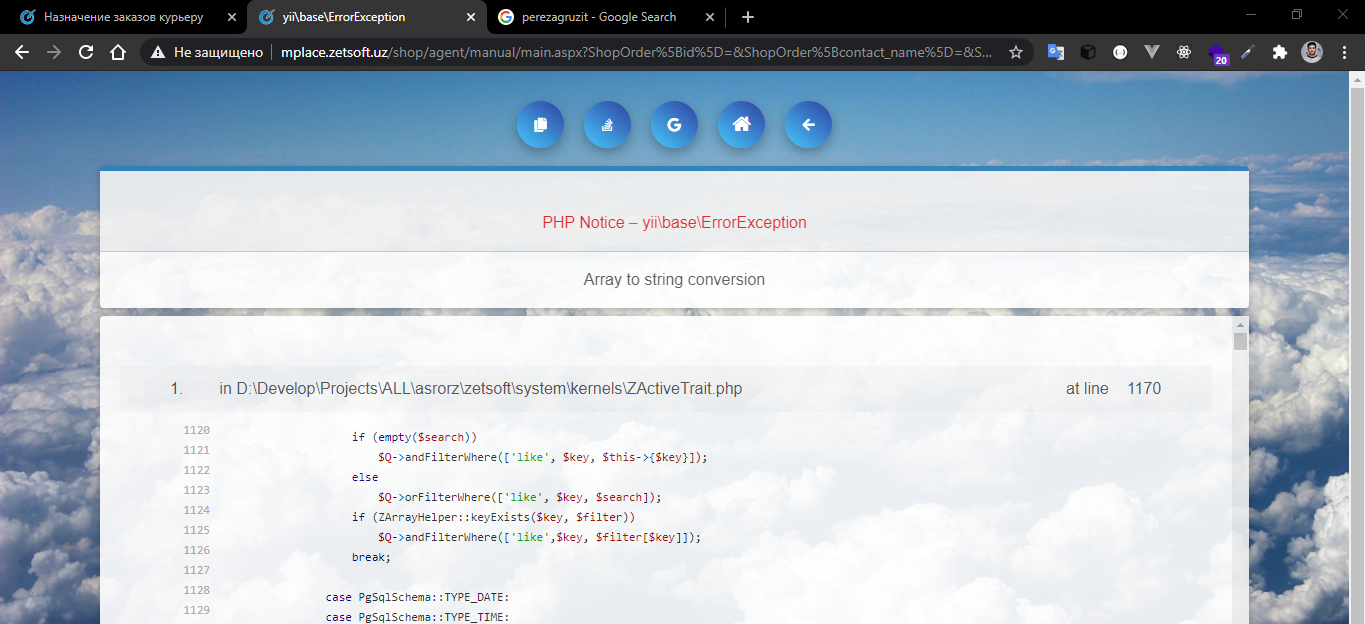 Назначение заказов курьеру
yii\base\ErrorException
perezagruzit - Google Search
Не защищено
mplace.zetsoft.uz/shop/agent/manual/main.aspx?ShopOrder%5Bid%5D=&ShopOrder%5Bcontact_name%5D=&S...
20
G
PHP Notice – yii\base\ErrorException
Array to string conversion
1. in D:\Develop\Projects\ALL\asrorz\zetsoft\system\kernels\ZActiveTrait.php at line 1170
1120 if (empty($search))
1121 $Q->andFilterWhere(['like', $key, $this->{$key}]);
1122 else
1123 $Q->orFilterWhere(['like', $key, $search]);
1124 if (ZArrayHelper::keyExists($key, $filter))
1125 $Q->andFilterWhere(['like',$key, $filter[$key]]);
1126 break;
1127
1128 case PgSqlSchema::TYPE_DATE:
1129 case PgSqlSchema::TYPE_TIME: